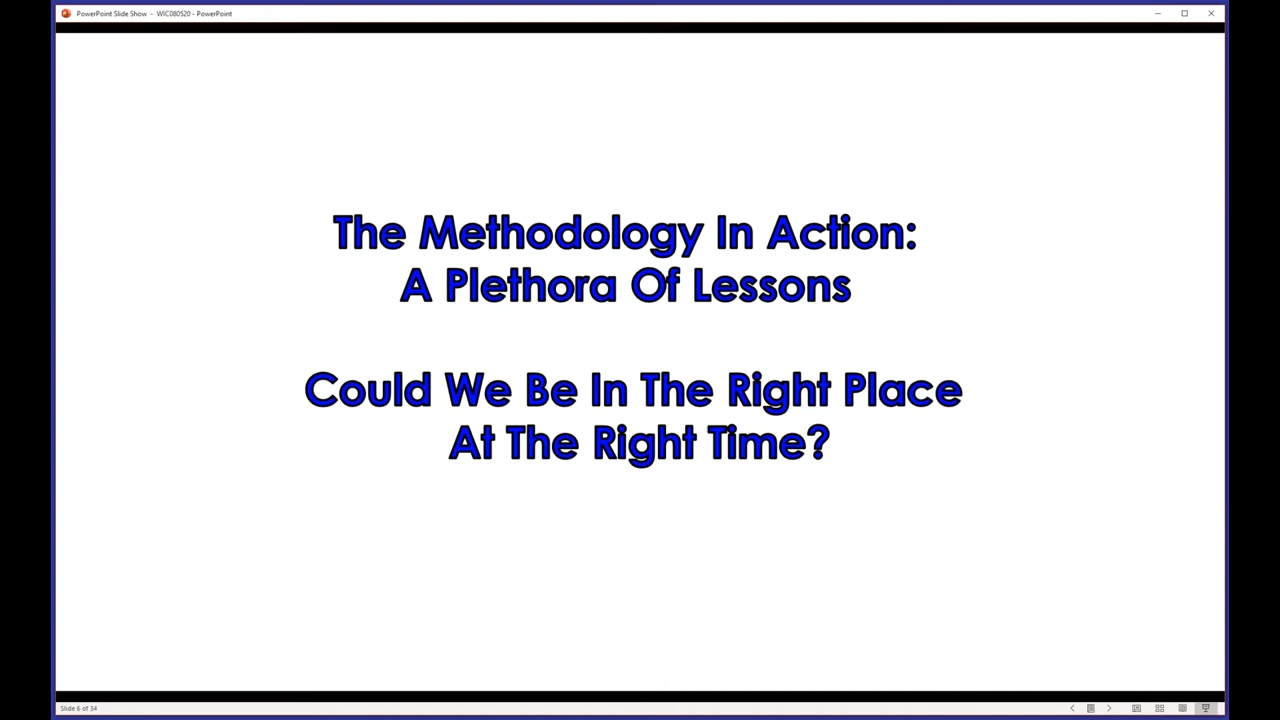 PowerPoint Slide Show - WIC080520 - PowerPoint
The Methodology In Action:
A Plethora Of Lessons
Could We Be In The Right Place
At The Right Time?
Slide 6 of 34